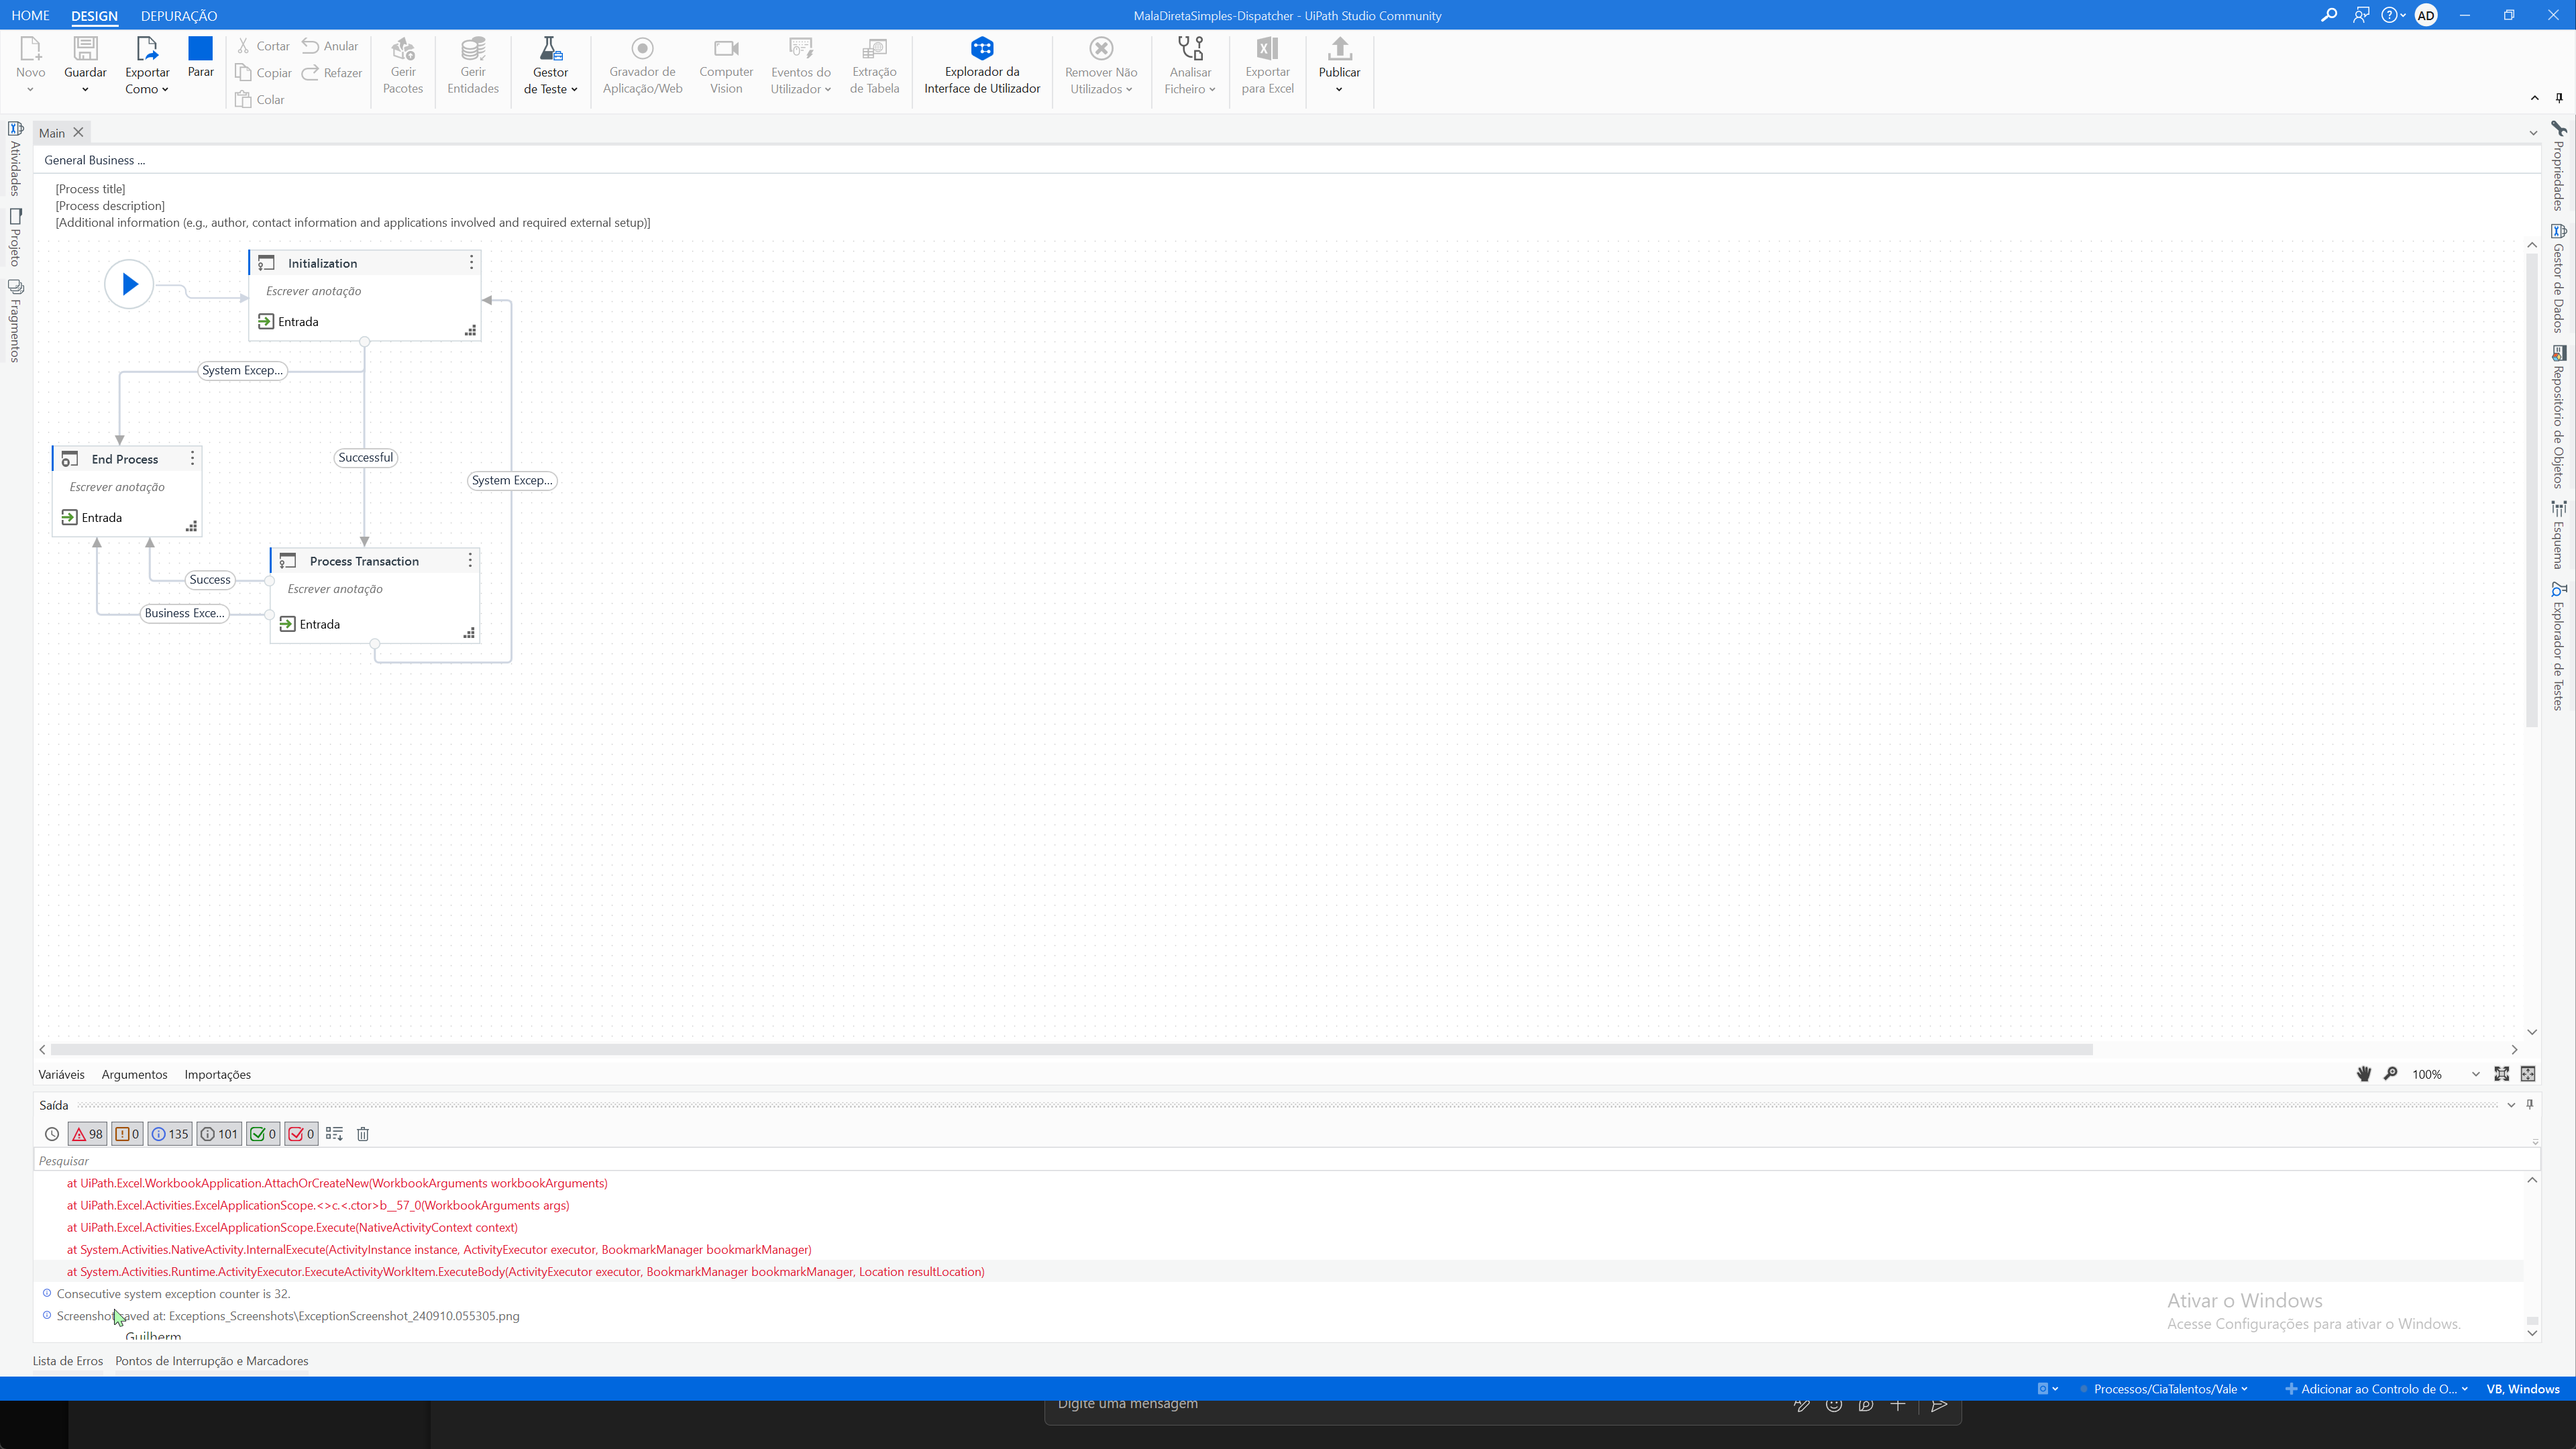 HOME DESIGN DEPURAÇÃO MalaDiretaSimples-Dispatcher - UiPath Studio Community AD
Novo
Guardar
Exportar
Como
Parar
Cortar Anular
Copiar Refazer
Colar
Gerir
Pacotes
Gerir
Entidades
Gestor
de Teste
Gravador de
Aplicação/Web
Computer
Vision
Eventos do
Utilizador
Extração
de Tabela
Explorador da
Interface de Utilizador
Remover Não
Utilizados
Analisar
Ficheiro
Exportar
para Excel
Publicar
Atividades
Projeto
Fragmentos
Main
General Business ...
[Process title]
[Process description]
[Additional information (e.g., author, contact information and applications involved and required external setup)]
Initialization
Escrever anotação
Entrada
System Excep...
End Process
Escrever anotação
Entrada
Successful
System Excep...
Process Transaction
Escrever anotação
Entrada
Success
Business Exce...
Propriedades
Gestor de Dados
Repositório de Objetos
Esquema
Explorador de Testes
Variáveis Argumentos Importações 100%
Saída
98 0 135 101 0 0
Pesquisar
at UiPath.Excel.WorkbookApplication.AttachOrCreateNew(WorkbookArguments workbookArguments)
at UiPath.Excel.Activities.ExcelApplicationScope.<>c.<.ctor>b__57_0(WorkbookArguments args)
at UiPath.Excel.Activities.ExcelApplicationScope.Execute(NativeActivityContext context)
at System.Activities.NativeActivity.InternalExecute(ActivityInstance instance, ActivityExecutor executor, BookmarkManager bookmarkManager)
at System.Activities.Runtime.ActivityExecutor.ExecuteActivityWorkItem.ExecuteBody(ActivityExecutor executor, BookmarkManager bookmarkManager, Location resultLocation)
Consecutive system exception counter is 32.
Screenshot saved at: Exceptions_Screenshots\ExceptionScreenshot_240910.055305.png
Guilherm
Ativar o Windows
Acesse Configurações para ativar o Windows.
Lista de Erros Pontos de Interrupção e Marcadores
Processos/CiaTalentos/Vale Adicionar ao Controlo de O... VB, Windows
Digite uma mensagem